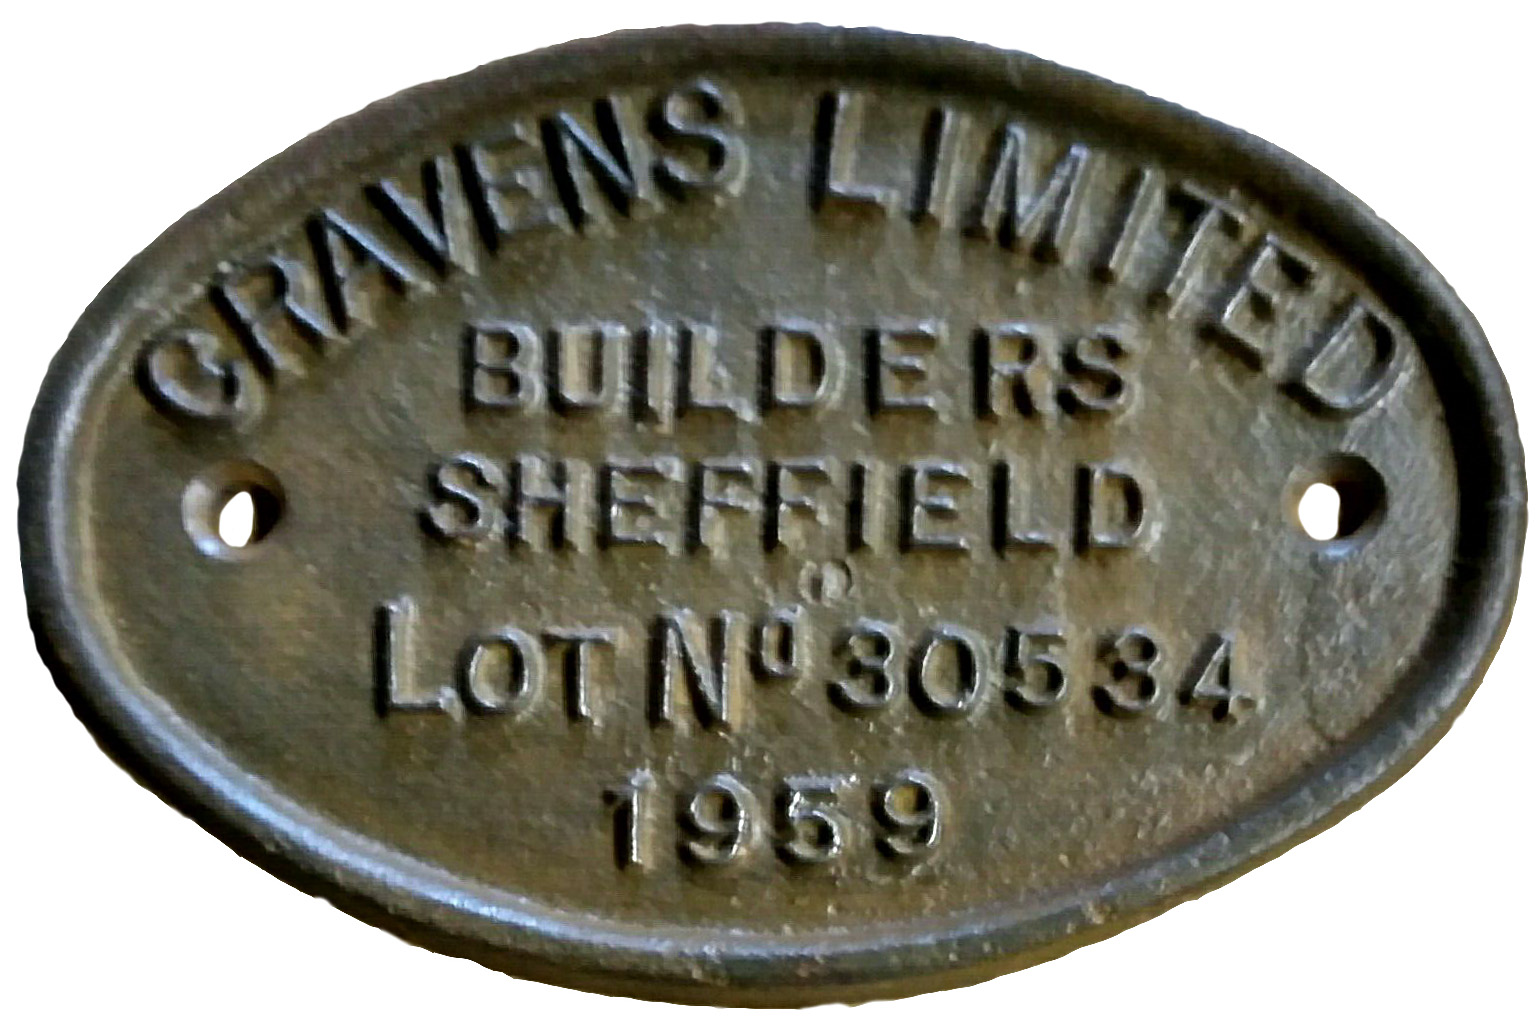 CRAVENS LIMITED
BUILDERS
SHEFFIELD
LOT No 30534
1959